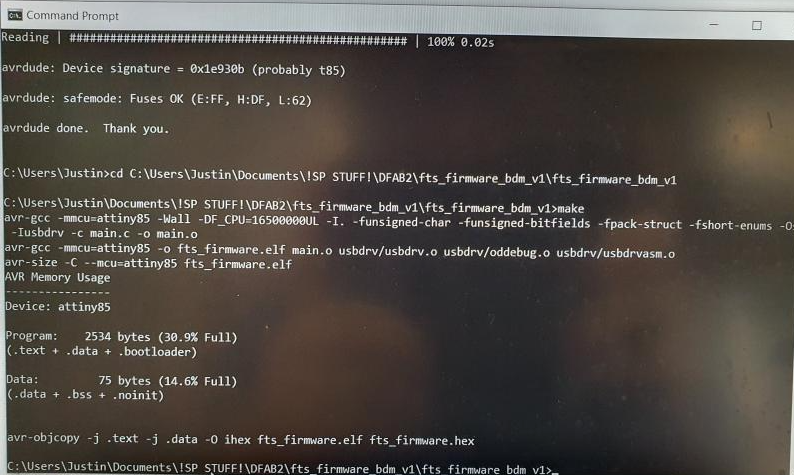 Command Prompt
Reading | ################################################## | 100% 0.02s
avrdude: Device signature = 0x1e930b (probably t85)
avrdude: safemode: Fuses OK (E:FF, H:DF, L:62)
avrdude done.  Thank you.
C:\Users\Justin>cd C:\Users\Justin\Documents\!SP STUFF!\DFAB2\fts_firmware_bdm_v1\fts_firmware_bdm_v1
C:\Users\Justin\Documents\!SP STUFF!\DFAB2\fts_firmware_bdm_v1\fts_firmware_bdm_v1>make
avr-gcc -mmcu=attiny85 -Wall -DF_CPU=16500000UL -I. -funsigned-char -funsigned-bitfields -fpack-struct -fshort-enums
-Iusbdrv -c main.c -o main.o
avr-gcc -mmcu=attiny85 -o fts_firmware.elf main.o usbdrv/usbdrv.o usbdrv/oddebug.o usbdrv/usbdrvasm.o
avr-size -C --mcu=attiny85 fts_firmware.elf
AVR Memory Usage
----------------
Device: attiny85
Program:    2534 bytes (30.9% Full)
(.text + .data + .bootloader)
Data:         75 bytes (14.6% Full)
(.data + .bss + .noinit)
avr-objcopy -j .text -j .data -O ihex fts_firmware.elf fts_firmware.hex
C:\Users\Justin\Documents\!SP STUFF!\DFAB2\fts_firmware_bdm_v1\fts_firmware_bdm_v1>_